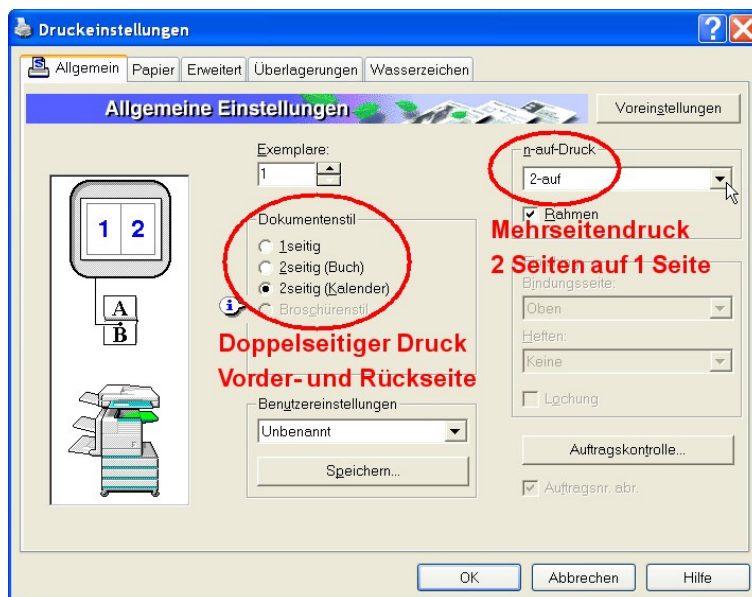 Druckeinstellungen
Allgemein Papier Erweitert Überlagerungen Wasserzeichen
Allgemeine Einstellungen
Voreinstellungen
1 2
A
B
Exemplare:
1
Dokumentenstil
1seitig
2seitig (Buch)
2seitig (Kalender)
Broschürenstil
Doppelseitiger Druck
Vorder- und Rückseite
Benutzereinstellungen
Unbenannt
Speichern...
n-auf-Druck
2-auf
Rahmen
Mehrseitendruck
2 Seiten auf 1 Seite
Bindungsseite:
Oben
Heften:
Keine
Lochung
Auftragskontrolle...
Auftragsnr. abr.
OK Abbrechen Hilfe